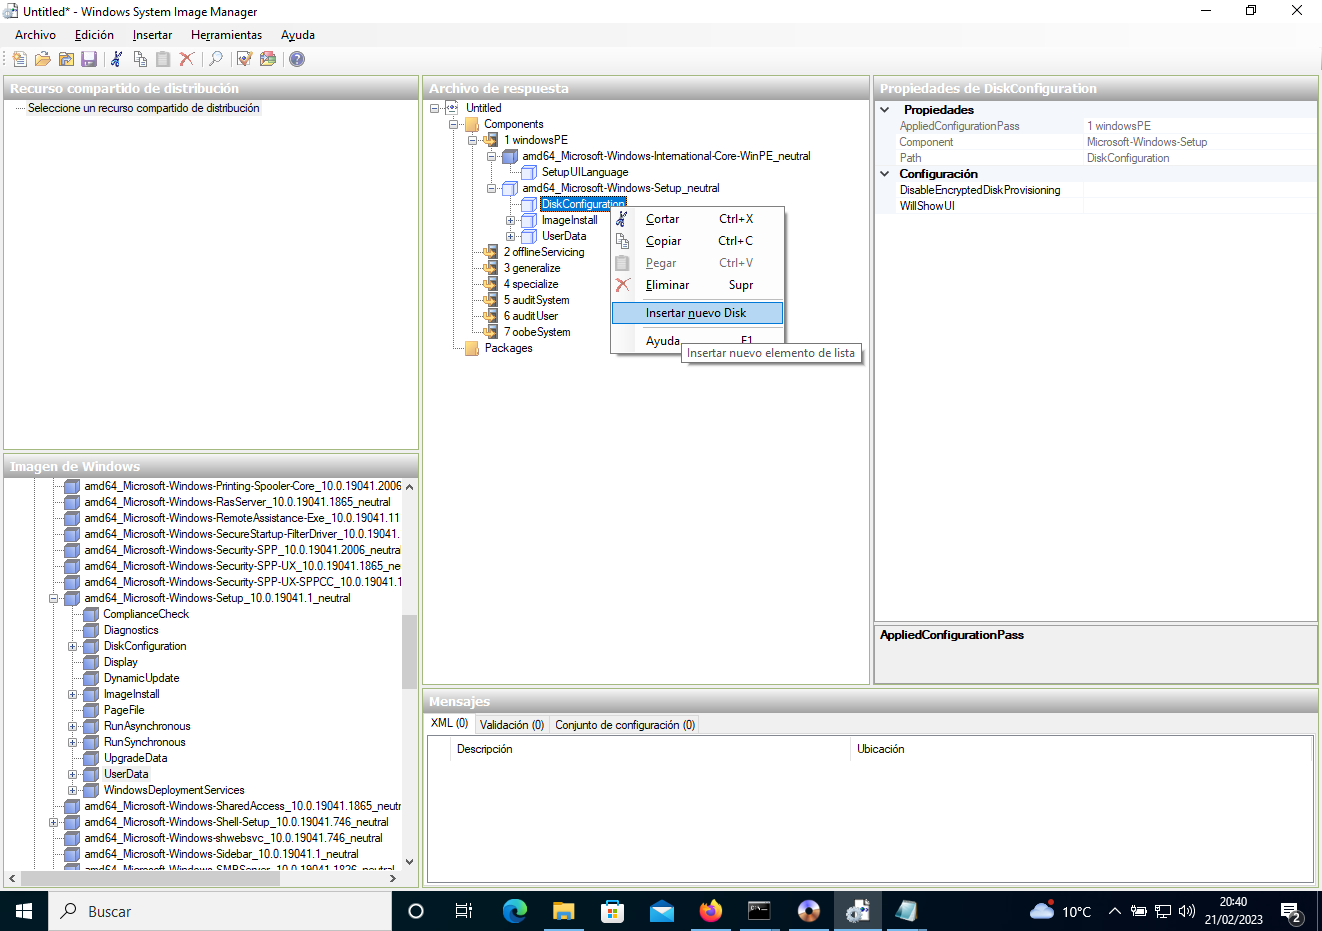 Untitled* - Windows System Image Manager
Archivo Edición Insertar Herramientas Ayuda
Recurso compartido de distribución
Seleccione un recurso compartido de distribución
Archivo de respuesta
Untitled
Components
1 windowsPE
amd64_Microsoft-Windows-International-Core-WinPE_neutral
SetupUILanguage
amd64_Microsoft-Windows-Setup_neutral
DiskConfiguration
ImageInstall
UserData
2 offlineServicing
3 generalize
4 specialize
5 auditSystem
6 auditUser
7 oobeSystem
Packages
Cortar Ctrl+X
Copiar Ctrl+C
Pegar Ctrl+V
Eliminar Supr
Insertar nuevo Disk
Ayuda F1
Insertar nuevo elemento de lista
Propiedades de DiskConfiguration
Propiedades
AppliedConfigurationPass 1 windowsPE
Component Microsoft-Windows-Setup
Path DiskConfiguration
Configuración
DisableEncryptedDiskProvisioning
WillShowUI
AppliedConfigurationPass
Imagen de Windows
amd64_Microsoft-Windows-Printing-Spooler-Core_10.0.19041.2006
amd64_Microsoft-Windows-RasServer_10.0.19041.1865_neutral
amd64_Microsoft-Windows-RemoteAssistance-Exe_10.0.19041.11
amd64_Microsoft-Windows-SecureStartup-FilterDriver_10.0.19041.
amd64_Microsoft-Windows-Security-SPP_10.0.19041.2006_neutra
amd64_Microsoft-Windows-Security-SPP-UX_10.0.19041.1865_ne
amd64_Microsoft-Windows-Security-SPP-UX-SPPCC_10.0.19041.1
amd64_Microsoft-Windows-Setup_10.0.19041.1_neutral
ComplianceCheck
Diagnostics
DiskConfiguration
Display
DynamicUpdate
ImageInstall
PageFile
RunAsynchronous
RunSynchronous
UpgradeData
UserData
WindowsDeploymentServices
amd64_Microsoft-Windows-SharedAccess_10.0.19041.1865_neutr
amd64_Microsoft-Windows-Shell-Setup_10.0.19041.746_neutral
amd64_Microsoft-Windows-shwebsvc_10.0.19041.746_neutral
amd64_Microsoft-Windows-Sidebar_10.0.19041.1_neutral
amd64_Microsoft-Windows-SMBServer_10.0.19041.1826_neutral
Mensajes
XML (0) Validación (0) Conjunto de configuración (0)
Descripción Ubicación
Buscar
10°C
20:40
21/02/2023
2